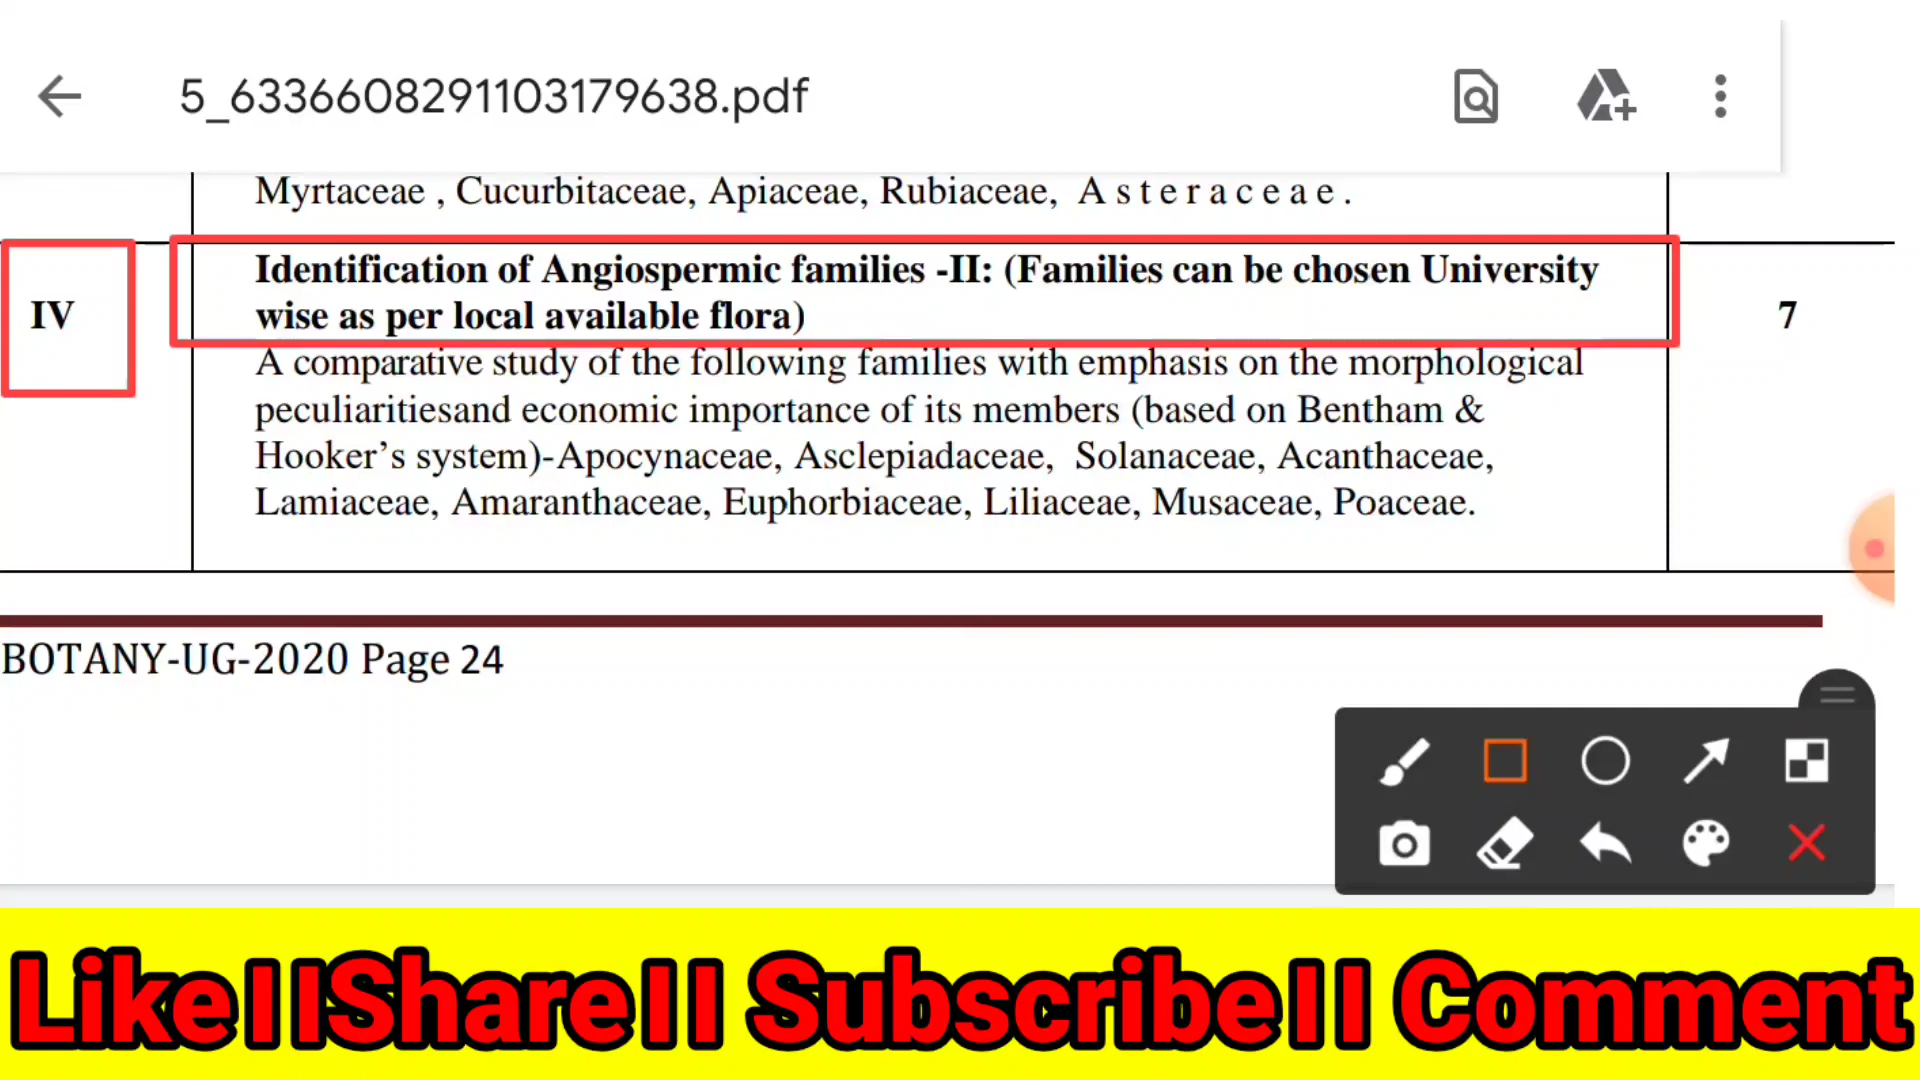 5_6336608291103179638.pdf
Myrtaceae , Cucurbitaceae, Apiaceae, Rubiaceae, A s t e r a c e a e .
Identification of Angiospermic families -II: (Families can be chosen University
IV wise as per local available flora) 7
A comparative study of the following families with emphasis on the morphological
peculiaritiesand economic importance of its members (based on Bentham &
Hooker’s system)-Apocynaceae, Asclepiadaceae, Solanaceae, Acanthaceae,
Lamiaceae, Amaranthaceae, Euphorbiaceae, Liliaceae, Musaceae, Poaceae.
BOTANY-UG-2020 Page 24
Like||Share|| Subscribe|| Comment